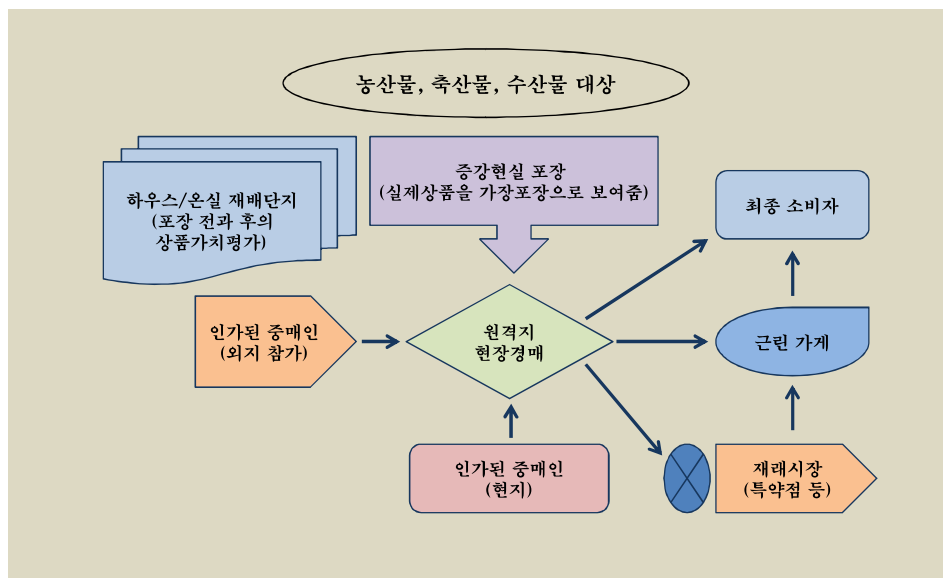 농산물, 축산물, 수산물 대상
하우스/온실 재배단지
(포장 전과 후의
상품가치평가)
증강현실 포장
(실제상품을 가장포장으로 보여줌)
최종 소비자
인가된 중매인
(외지 참가)
원격지
현장경매
근린 가게
인가된 중매인
(현지)
재래시장
(특약점 등)